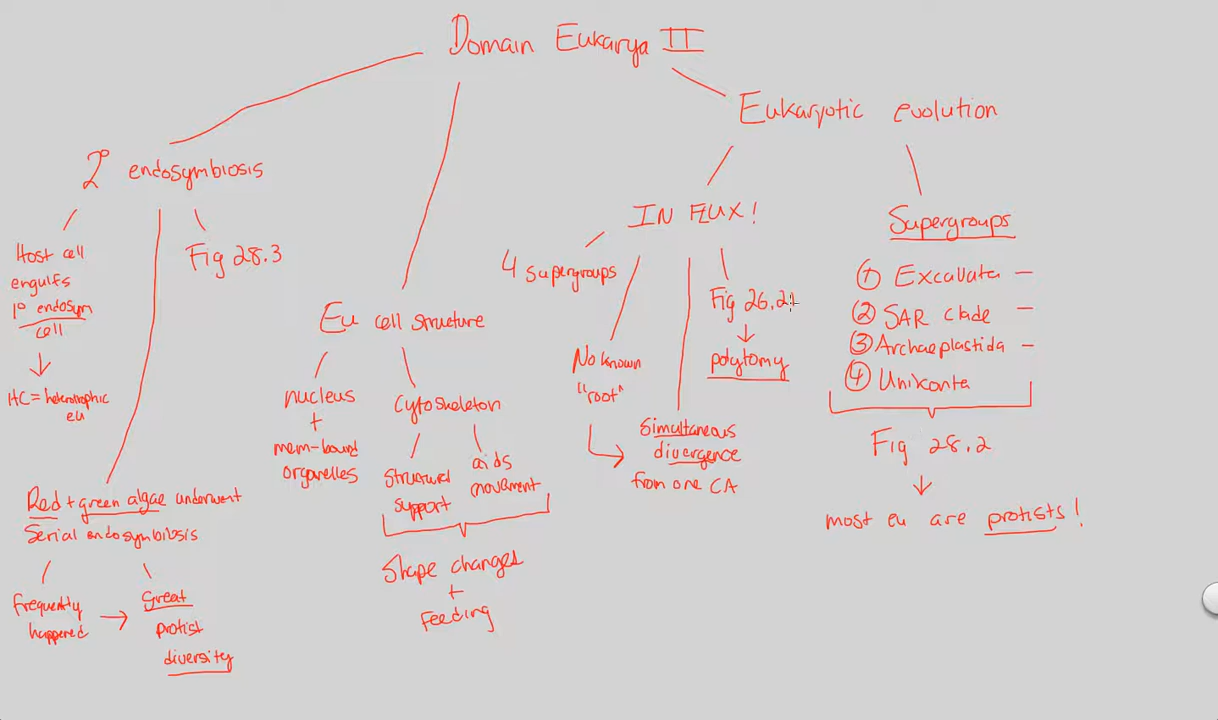 Domain Eukarya II
2° endosymbiosis
Host cell
engulfs
1° endosym
cell
HC = heterotrophic
eu
Fig 28.3
Red + green algae underwent
Serial endosymbiosis
frequently
happened
Great
protist
diversity
Eu cell structure
nucleus
+
mem-bound
organelles
Cytoskeleton
Structural
support
aids
movement
Shape changes
+
Feeding
Eukaryotic evolution
IN FLUX!
4 supergroups
No known
"root"
Simultaneous
divergence
from one CA
Fig 26.21
polytomy
Supergroups
① Excavata -
② SAR clade -
③ Archaeplastida -
④ Unikonta
Fig 28.2
most eu are protists!